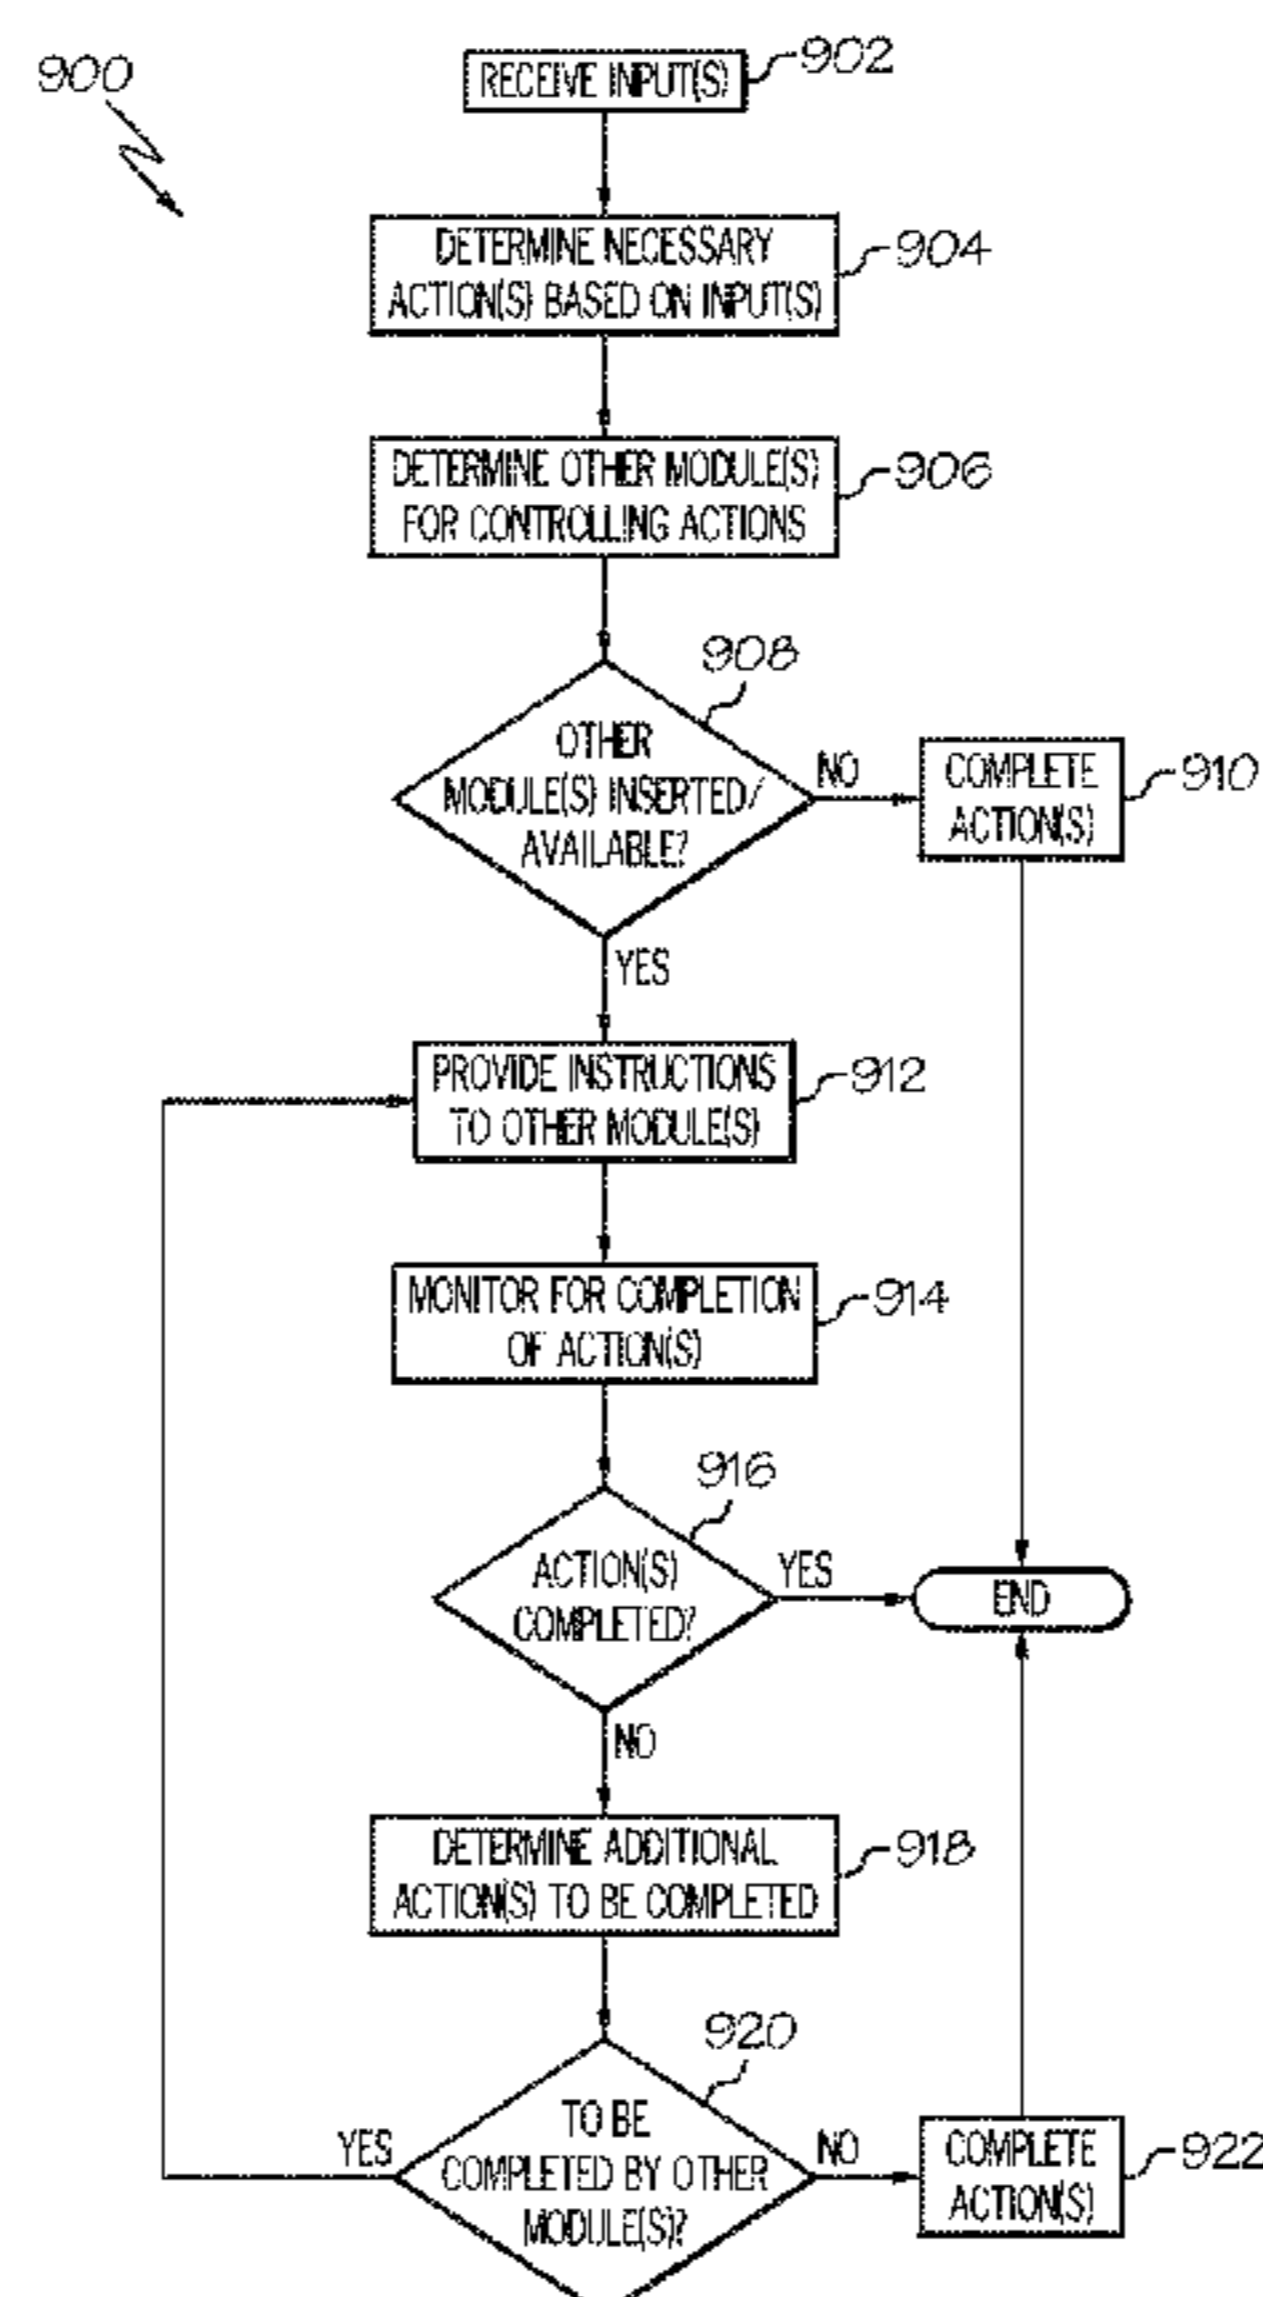 900
RECEIVE INPUT(S)
902
DETERMINE NECESSARY
ACTION(S) BASED ON INPUT(S)
904
DETERMINE OTHER MODULE(S)
FOR CONTROLLING ACTIONS
906
908
OTHER
MODULE(S) INSERTED/
AVAILABLE?
NO
COMPLETE
ACTION(S)
910
YES
PROVIDE INSTRUCTIONS
TO OTHER MODULE(S)
912
MONITOR FOR COMPLETION
OF ACTION(S)
914
916
ACTION(S)
COMPLETED?
YES
END
NO
DETERMINE ADDITIONAL
ACTION(S) TO BE COMPLETED
918
920
TO BE
COMPLETED BY OTHER
MODULE(S)?
YES
NO
COMPLETE
ACTION(S)
922